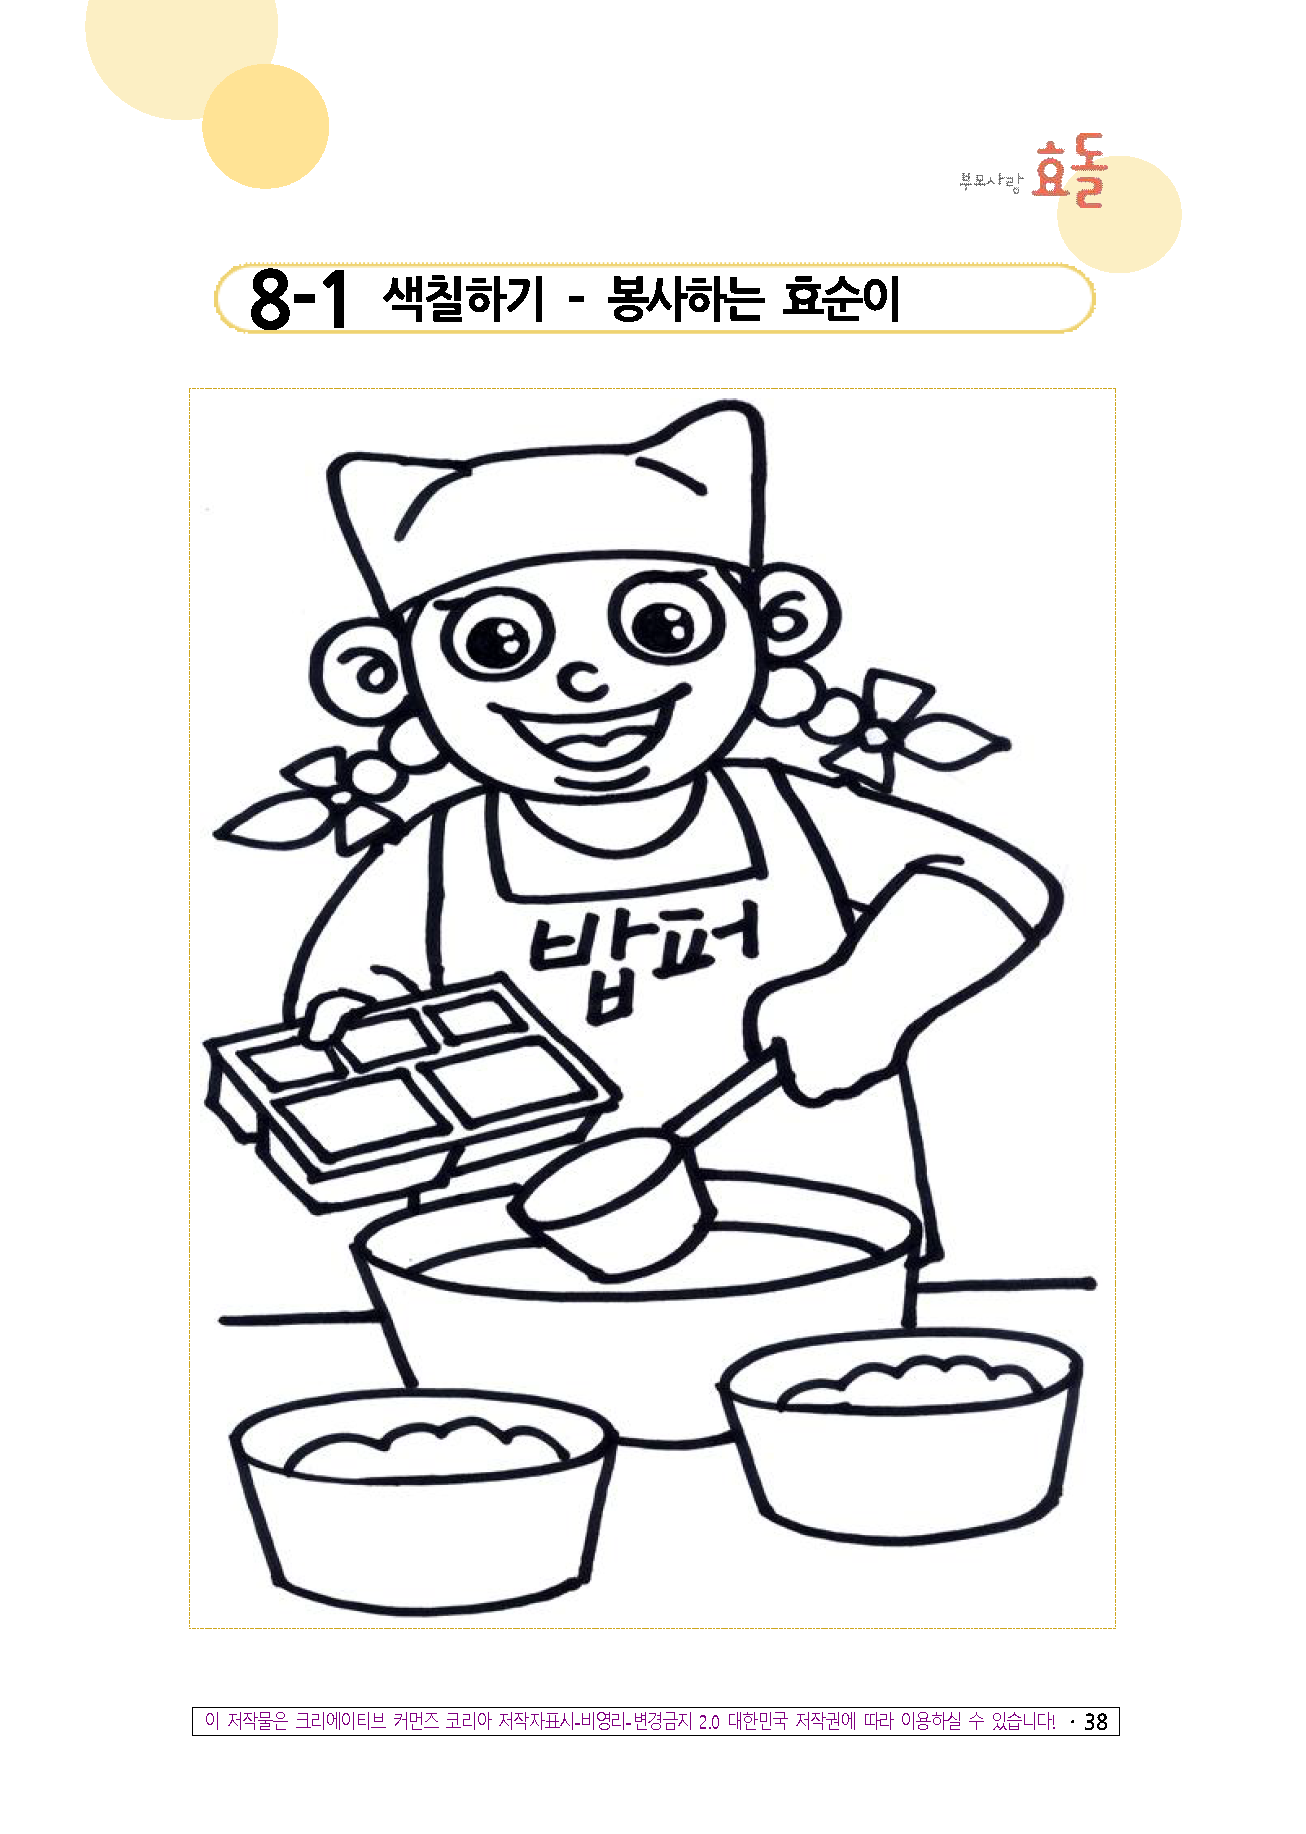 부모사랑 효돌
8-1 색칠하기 - 봉사하는 효순이
밥퍼
이 저작물은 크리에이티브 커먼즈 코리아 저작자표시-비영리-변경금지 2.0 대한민국 저작권에 따라 이용하실 수 있습니다! · 38